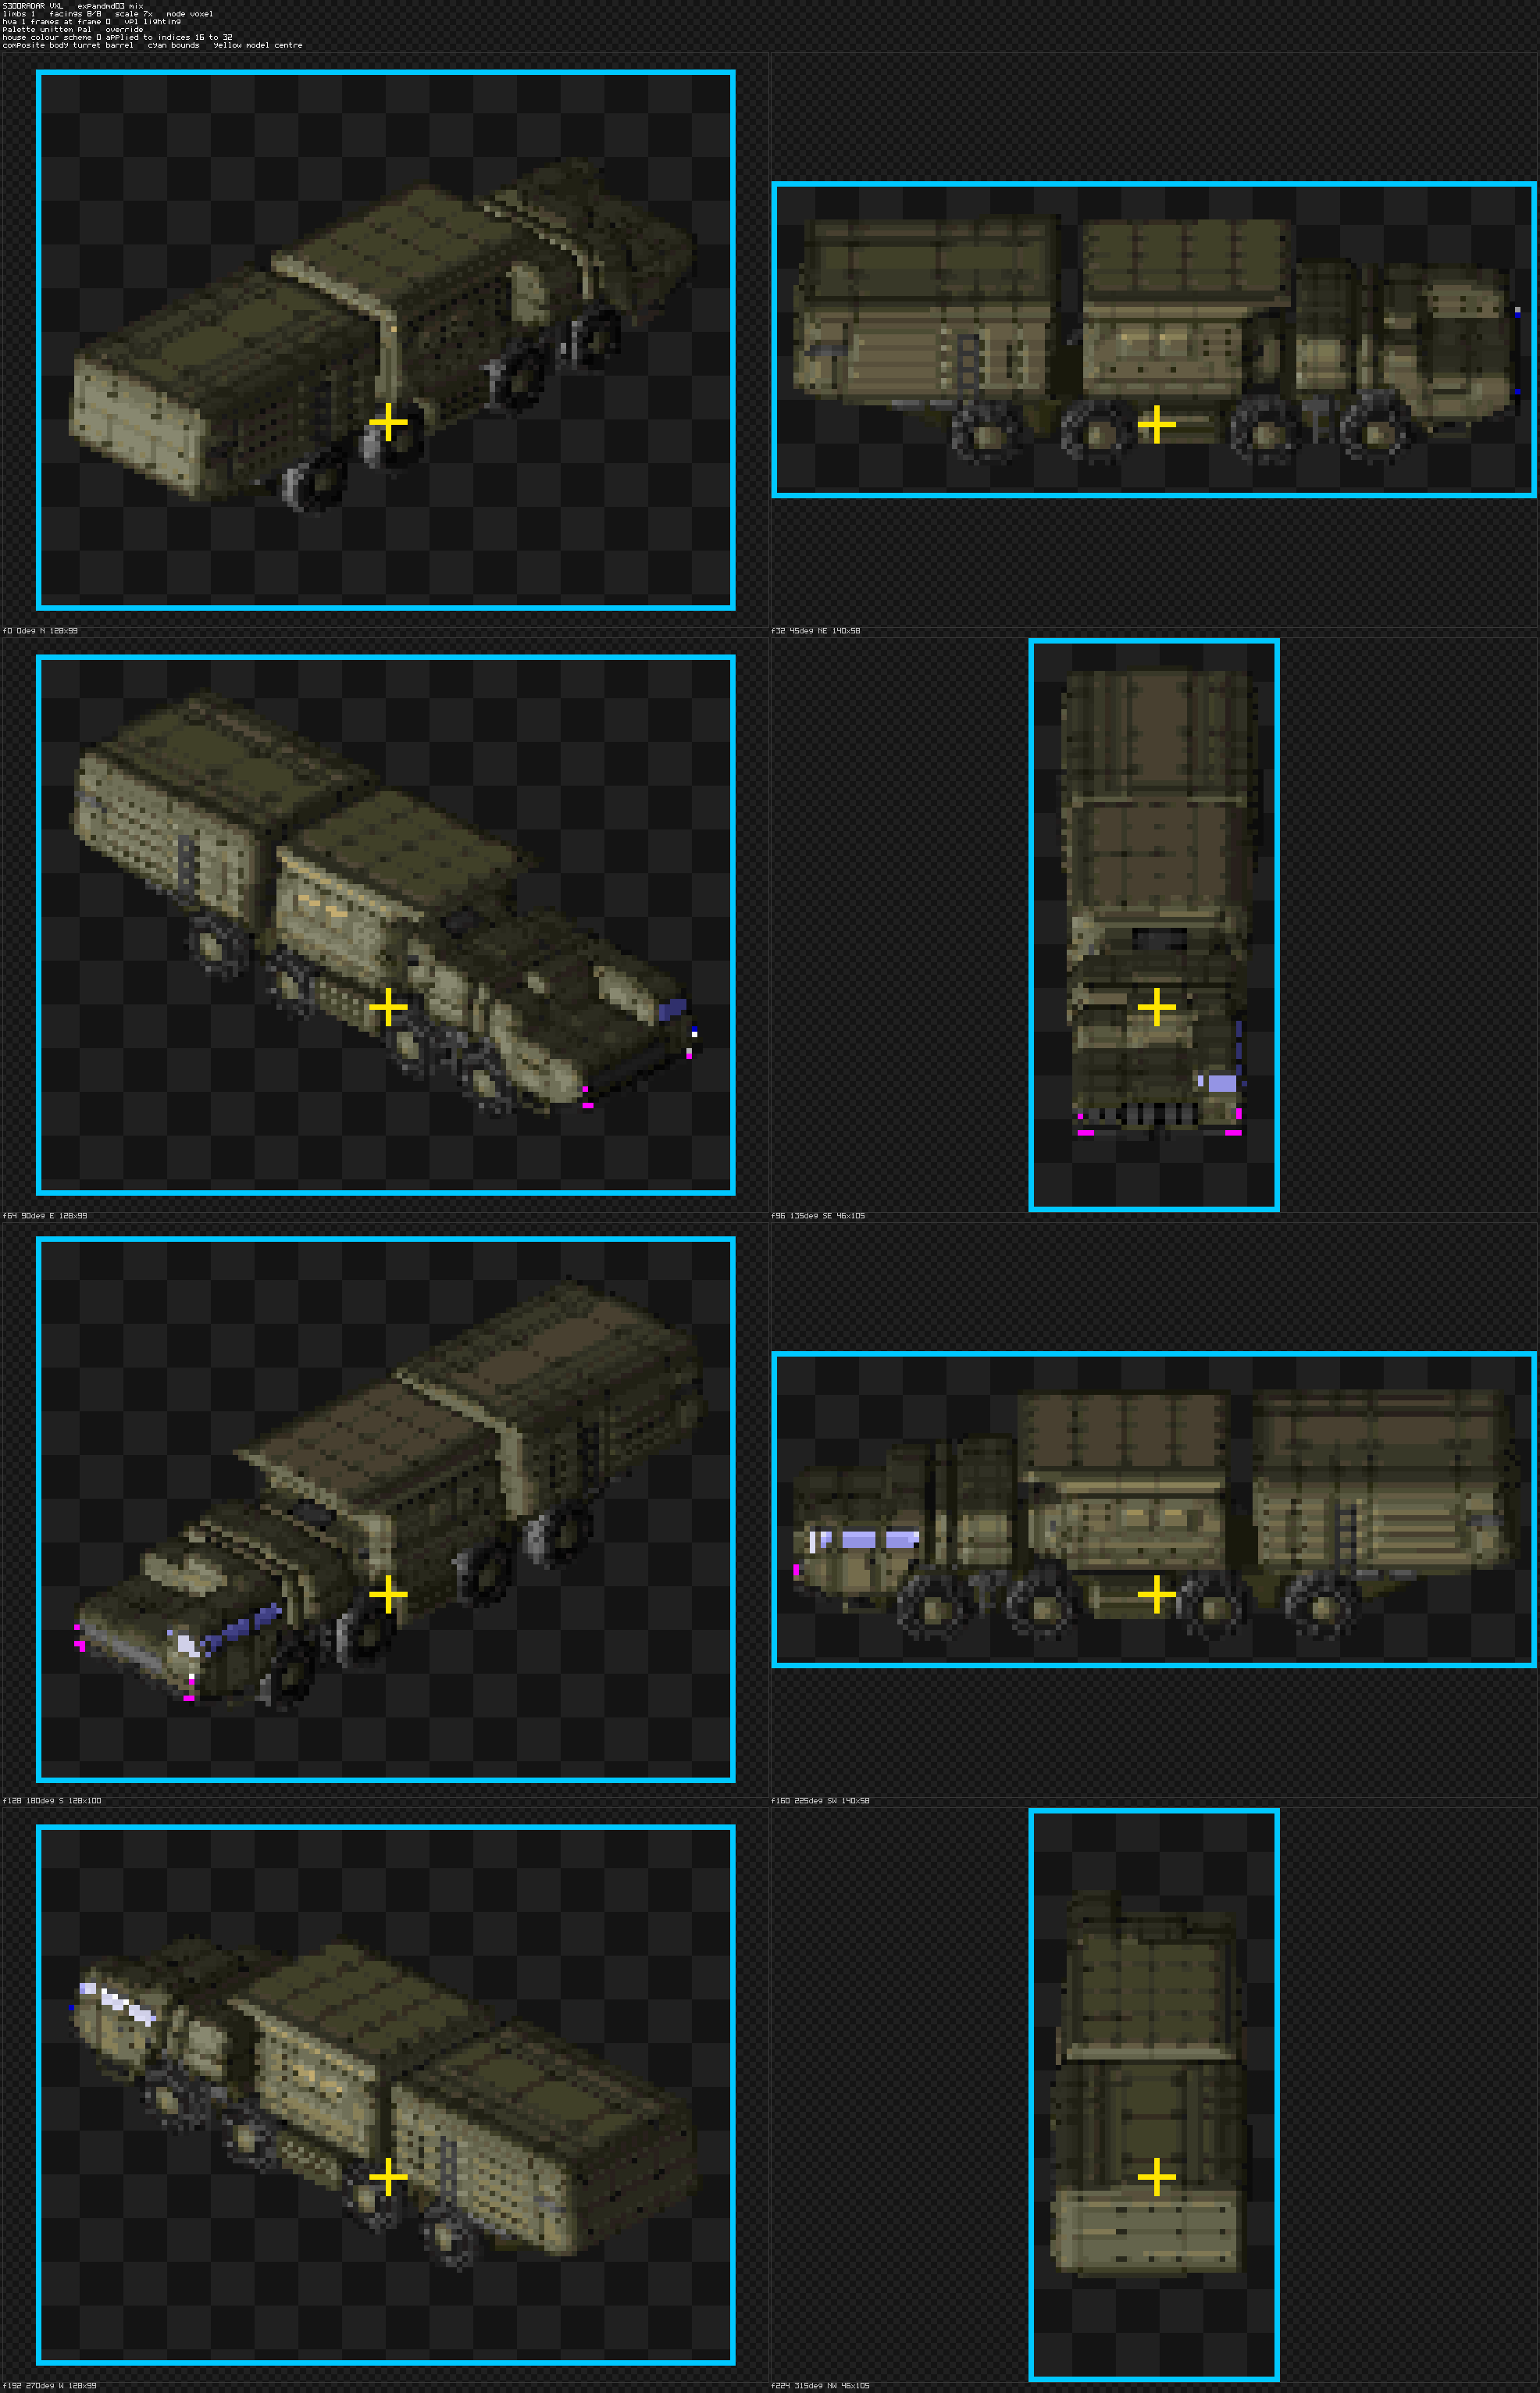 S300RADAR VXL   expandmd03 mix
limbs 1   facings 8/8   scale 7x   mode voxel
hva 1 frames at frame 0   vpl lighting
Palette unittem Pal   override
house colour scheme 0 applied to indices 16 to 32
composite body turret barrel   cyan bounds   yellow model centre
f0 0deg N 128x99
f32 45deg NE 140x58
f64 90deg E 128x99
f96 135deg SE 46x105
f128 180deg S 128x100
f160 225deg SW 140x58
f192 270deg W 128x99
f224 315deg NW 46x105